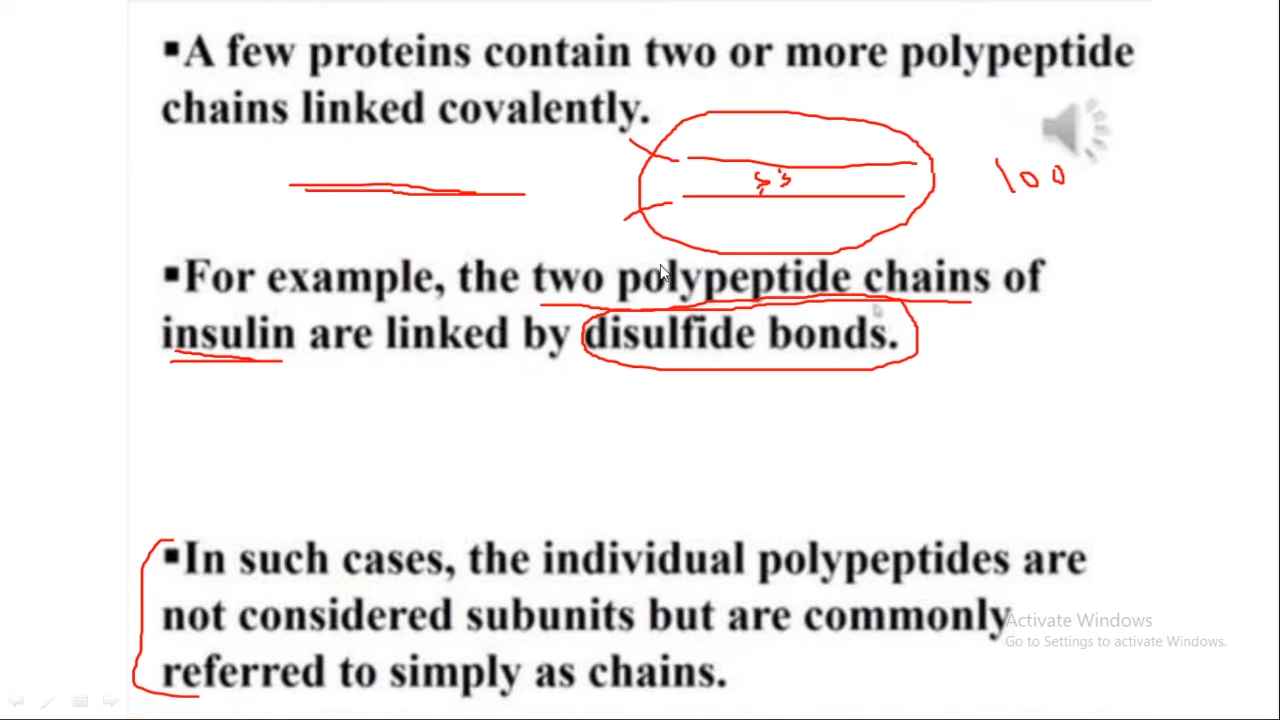 ▪A few proteins contain two or more polypeptide
chains linked covalently.
s s
100
▪For example, the two polypeptide chains of
insulin are linked by disulfide bonds.
▪In such cases, the individual polypeptides are
not considered subunits but are commonly
referred to simply as chains.
Activate Windows
Go to Settings to activate Windows.